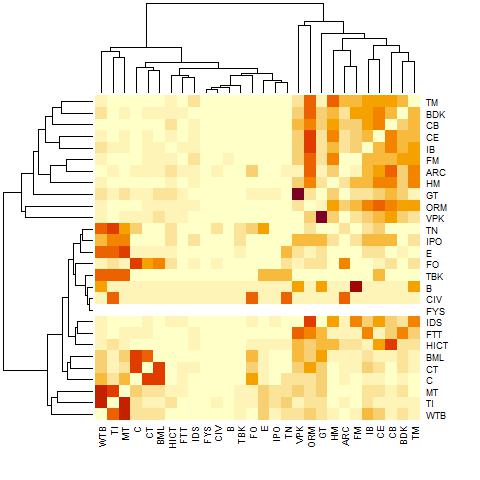 TM
BDK
CB
CE
IB
FM
ARC
HM
GT
ORM
VPK
TN
IPO
E
FO
TBK
B
CIV
FYS
IDS
FTT
HICT
BML
CT
C
MT
TI
WTB
WTB TI MT C CT BML HICT FTT IDS FYS CIV B TBK FO E IPO TN VPK ORM GT HM ARC FM IB CE CB BDK TM